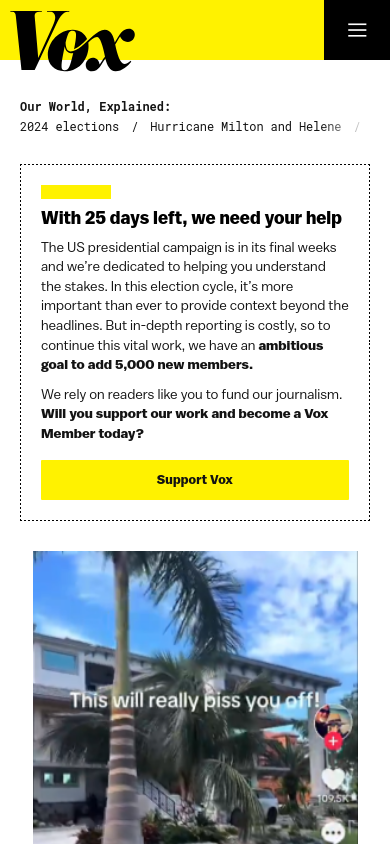 Vox
Our World, Explained:
2024 elections / Hurricane Milton and Helene /
With 25 days left, we need your help
The US presidential campaign is in its final weeks
and we're dedicated to helping you understand
the stakes. In this election cycle, it's more
important than ever to provide context beyond the
headlines. But in-depth reporting is costly, so to
continue this vital work, we have an ambitious
goal to add 5,000 new members.
We rely on readers like you to fund our journalism.
Will you support our work and become a Vox
Member today?
Support Vox
This will really piss you off!
109.5K